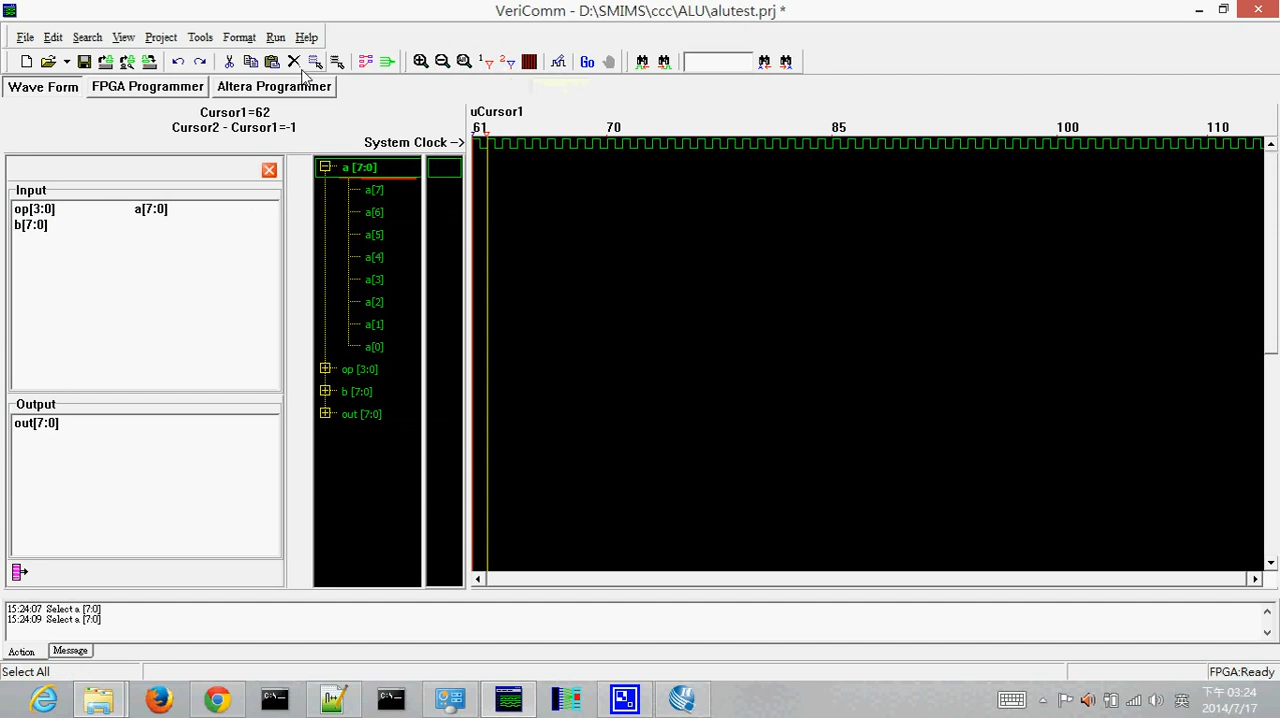 VeriComm - D:\SMIMS\ccc\ALU\alutest.prj *
File Edit Search View Project Tools Format Run Help
1 2 Go
Wave Form FPGA Programmer Altera Programmer
Cursor1=62
Cursor2 - Cursor1=-1
System Clock ->
uCursor1
61 70 85 100 110
Input
op[3:0] a[7:0]
b[7:0]
Output
out[7:0]
a [7:0]
a[7]
a[6]
a[5]
a[4]
a[3]
a[2]
a[1]
a[0]
op [3:0]
b [7:0]
out [7:0]
15:24:07 Select a [7:0]
15:24:09 Select a [7:0]
Action Message
Select All
FPGA:Ready
英
下午 03:24
2014/7/17